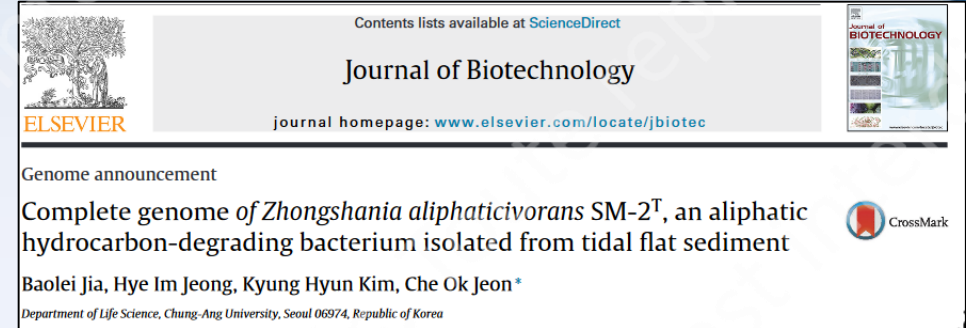 Contents lists available at ScienceDirect
Journal of
BIOTECHNOLOGY
Journal of Biotechnology
ELSEVIER
journal homepage: www.elsevier.com/locate/jbiotec
Genome announcement
Complete genome of Zhongshania aliphaticivorans SM-2ᵀ, an aliphatic
hydrocarbon-degrading bacterium isolated from tidal flat sediment
CrossMark
Baolei Jia, Hye Im Jeong, Kyung Hyun Kim, Che Ok Jeon*
Department of Life Science, Chung-Ang University, Seoul 06974, Republic of Korea